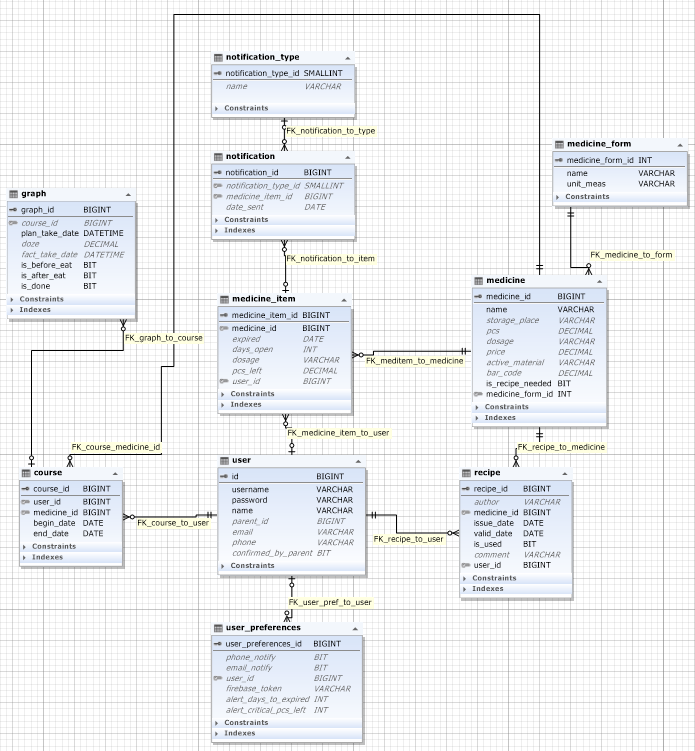 notification_type
notification_type_id SMALLINT
name VARCHAR
Constraints
FK_notification_to_type
notification
notification_id BIGINT
notification_type_id SMALLINT
medicine_item_id BIGINT
date_sent DATE
Constraints
Indexes
medicine_form
medicine_form_id INT
name VARCHAR
unit_meas VARCHAR
Constraints
graph
graph_id BIGINT
course_id BIGINT
plan_take_date DATETIME
doze DECIMAL
fact_take_date DATETIME
is_before_eat BIT
is_after_eat BIT
is_done BIT
Constraints
Indexes
FK_notification_to_item
FK_medicine_to_form
medicine_item
medicine_item_id BIGINT
medicine_id BIGINT
expired DATE
days_open INT
dosage VARCHAR
pcs_left DECIMAL
user_id BIGINT
Constraints
Indexes
medicine
medicine_id BIGINT
name VARCHAR
storage_place VARCHAR
pcs DECIMAL
dosage VARCHAR
price DECIMAL
active_material VARCHAR
bar_code DECIMAL
is_recipe_needed BIT
medicine_form_id INT
Constraints
Indexes
FK_graph_to_course
FK_meditem_to_medicine
FK_medicine_item_to_user
FK_course_medicine_id
FK_recipe_to_medicine
course
course_id BIGINT
user_id BIGINT
medicine_id BIGINT
begin_date DATE
end_date DATE
Constraints
Indexes
user
id BIGINT
username VARCHAR
password VARCHAR
name VARCHAR
parent_id BIGINT
email VARCHAR
phone VARCHAR
confirmed_by_parent BIT
Constraints
recipe
recipe_id BIGINT
author VARCHAR
medicine_id BIGINT
issue_date DATE
valid_date DATE
is_used BIT
comment VARCHAR
user_id BIGINT
Constraints
Indexes
FK_course_to_user
FK_recipe_to_user
FK_user_pref_to_user
user_preferences
user_preferences_id BIGINT
phone_notify BIT
email_notify BIT
user_id BIGINT
firebase_token VARCHAR
alert_days_to_expired INT
alert_critical_pcs_left INT
Constraints
Indexes